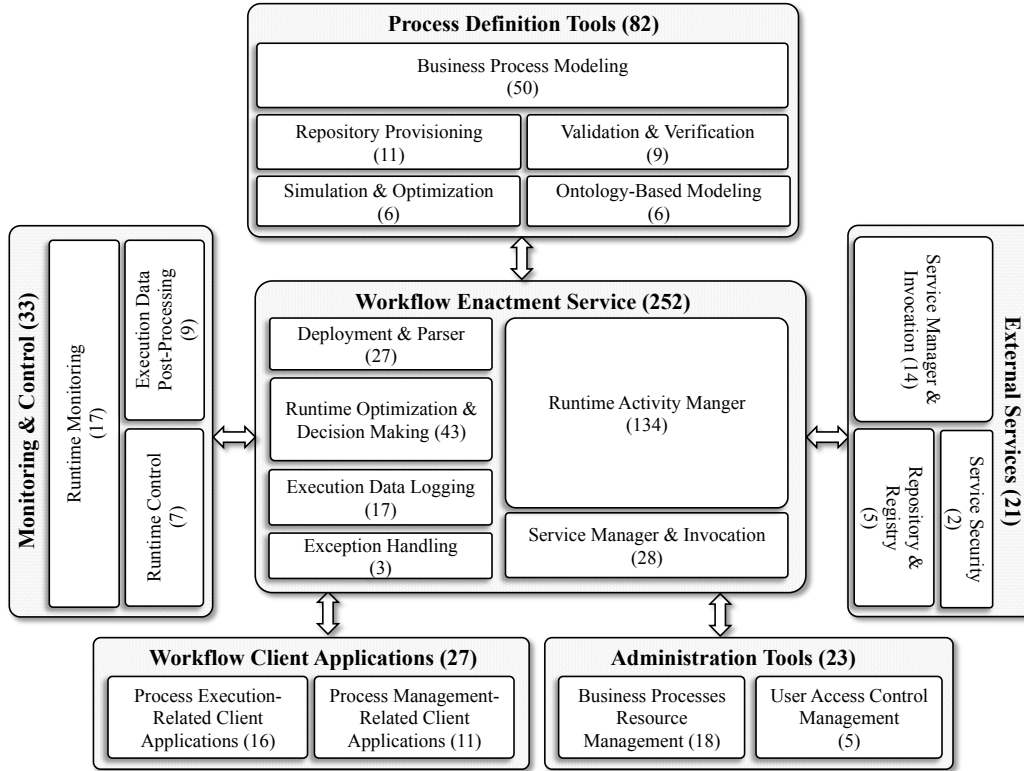 Process Definition Tools (82)
Business Process Modeling
(50)
Repository Provisioning
(11)
Validation & Verification
(9)
Simulation & Optimization
(6)
Ontology-Based Modeling
(6)
Monitoring & Control (33)
Runtime Monitoring
(17)
Execution Data
Post-Processing
(9)
Runtime Control
(7)
Workflow Enactment Service (252)
Deployment & Parser
(27)
Runtime Optimization &
Decision Making (43)
Execution Data Logging
(17)
Exception Handling
(3)
Runtime Activity Manger
(134)
Service Manager & Invocation
(28)
External Services (21)
Service Manager &
Invocation (14)
Repository &
Registry
(5)
Service Security
(2)
Workflow Client Applications (27)
Process Execution-
Related Client
Applications (16)
Process Management-
Related Client
Applications (11)
Administration Tools (23)
Business Processes
Resource
Management (18)
User Access Control
Management
(5)